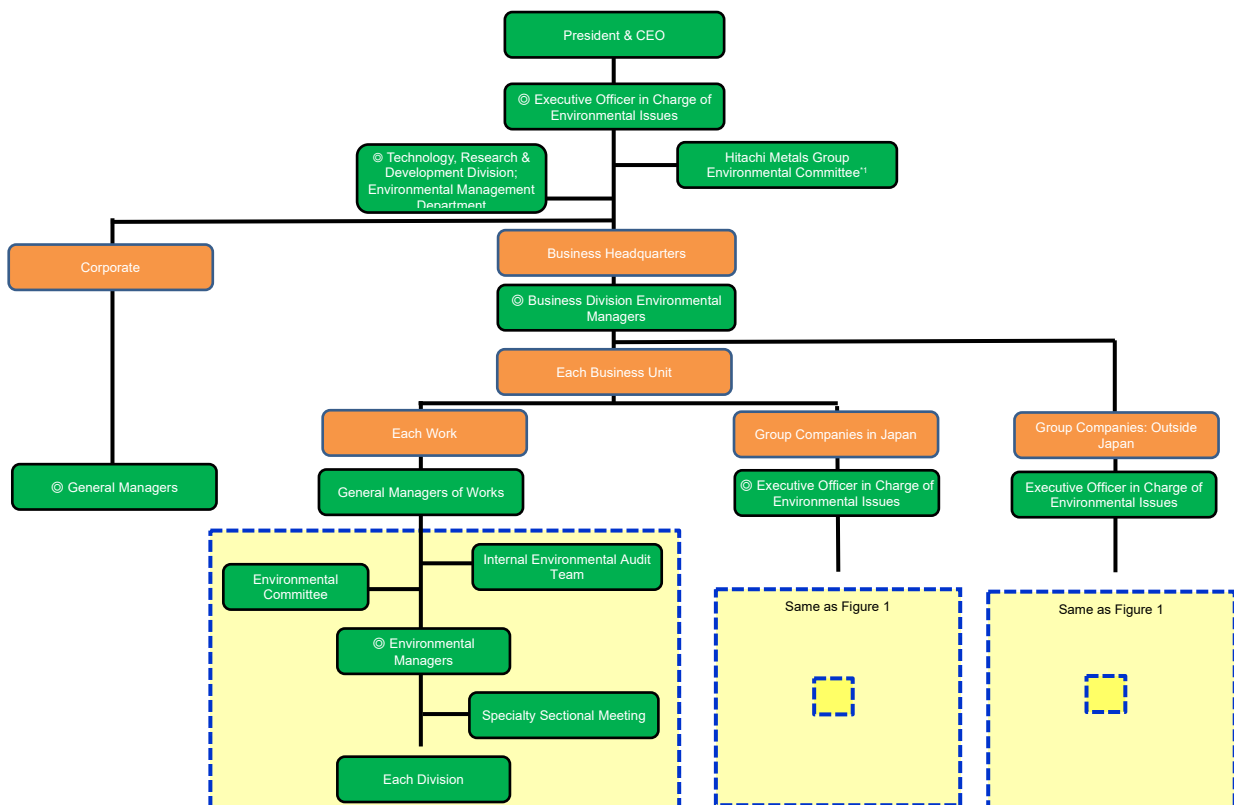 President & CEO
◎ Executive Officer in Charge of
Environmental Issues
◎ Technology, Research &
Development Division;
Environmental Management
Department
Hitachi Metals Group
Environmental Committee*1
Corporate
Business Headquarters
◎ Business Division Environmental
Managers
Each Business Unit
Each Work
Group Companies in Japan
Group Companies: Outside
Japan
◎ General Managers
General Managers of Works
◎ Executive Officer in Charge of
Environmental Issues
Executive Officer in Charge of
Environmental Issues
Internal Environmental Audit
Team
Environmental
Committee
◎ Environmental
Managers
Specialty Sectional Meeting
Each Division
Same as Figure 1
Same as Figure 1